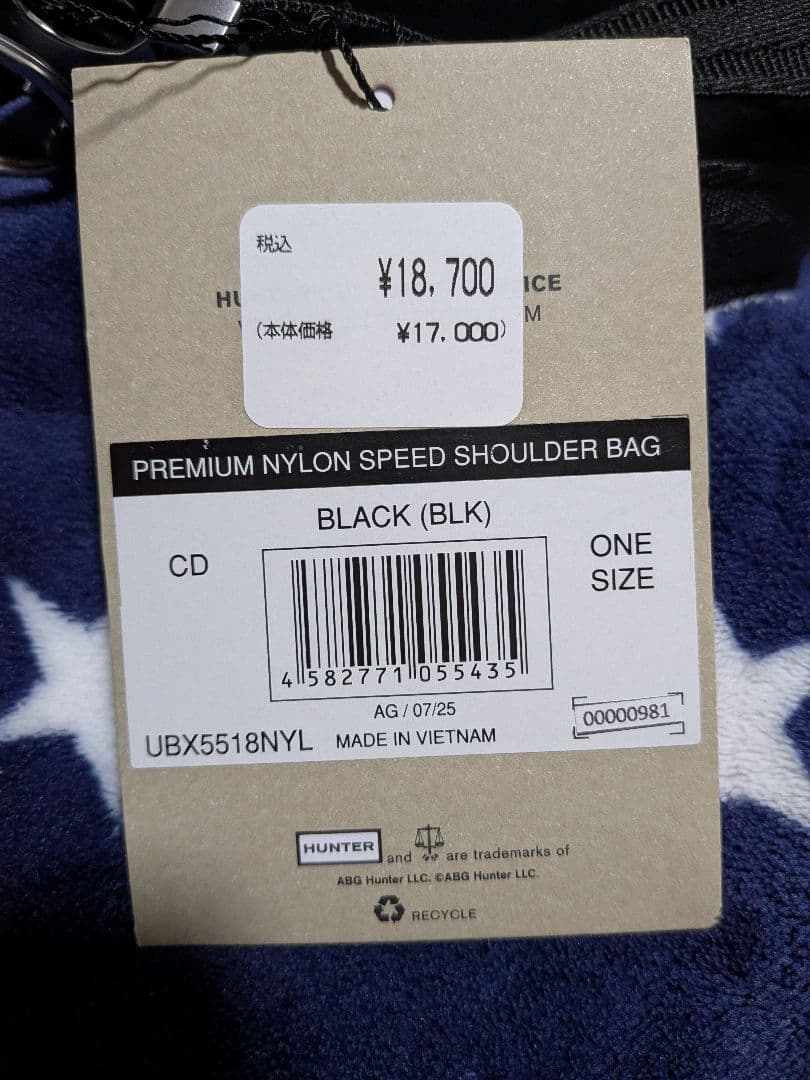 税込
¥18,700
(本体価格 ¥17,000)
PREMIUM NYLON SPEED SHOULDER BAG
BLACK (BLK)
CD
ONE
SIZE
4 582771 055435
AG / 07/25
UBX5518NYL MADE IN VIETNAM
00000981
HUNTER and are trademarks of
ABG Hunter LLC. ©ABG Hunter LLC.
RECYCLE